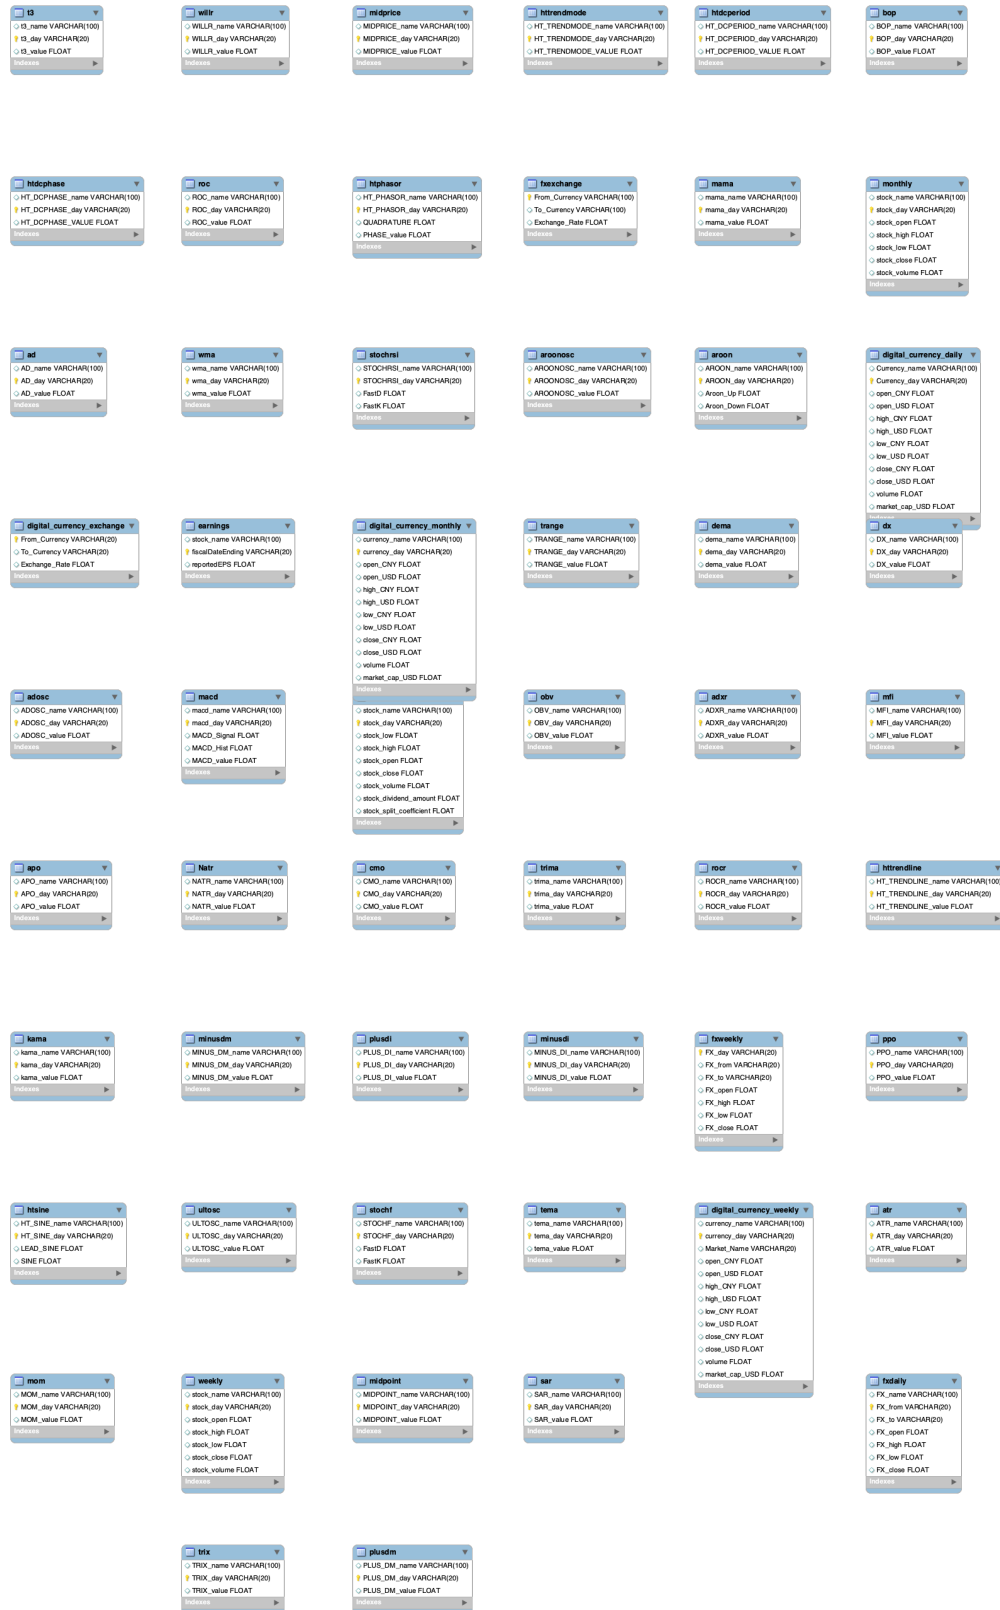 t3
t3_name VARCHAR(100)
t3_day VARCHAR(20)
t3_value FLOAT
Indexes
willr
WILLR_name VARCHAR(100)
WILLR_day VARCHAR(20)
WILLR_value FLOAT
Indexes
midprice
MIDPRICE_name VARCHAR(100)
MIDPRICE_day VARCHAR(20)
MIDPRICE_value FLOAT
Indexes
httrendmode
HT_TRENDMODE_name VARCHAR(100)
HT_TRENDMODE_day VARCHAR(20)
HT_TRENDMODE_VALUE FLOAT
Indexes
htdcperiod
HT_DCPERIOD_name VARCHAR(100)
HT_DCPERIOD_day VARCHAR(20)
HT_DCPERIOD_VALUE FLOAT
Indexes
bop
BOP_name VARCHAR(100)
BOP_day VARCHAR(20)
BOP_value FLOAT
Indexes
htdcphase
HT_DCPHASE_name VARCHAR(100)
HT_DCPHASE_day VARCHAR(20)
HT_DCPHASE_VALUE FLOAT
Indexes
roc
ROC_name VARCHAR(100)
ROC_day VARCHAR(20)
ROC_value FLOAT
Indexes
htphasor
HT_PHASOR_name VARCHAR(100)
HT_PHASOR_day VARCHAR(20)
QUADRATURE FLOAT
PHASE_value FLOAT
Indexes
fxexchange
From_Currency VARCHAR(100)
To_Currency VARCHAR(100)
Exchange_Rate FLOAT
Indexes
mama
mama_name VARCHAR(100)
mama_day VARCHAR(20)
mama_value FLOAT
Indexes
monthly
stock_name VARCHAR(100)
stock_day VARCHAR(20)
stock_open FLOAT
stock_high FLOAT
stock_low FLOAT
stock_close FLOAT
stock_volume FLOAT
Indexes
ad
AD_name VARCHAR(100)
AD_day VARCHAR(20)
AD_value FLOAT
Indexes
wma
wma_name VARCHAR(100)
wma_day VARCHAR(20)
wma_value FLOAT
Indexes
stochrsi
STOCHRSI_name VARCHAR(100)
STOCHRSI_day VARCHAR(20)
FastD FLOAT
FastK FLOAT
Indexes
aroonosc
AROONOSC_name VARCHAR(100)
AROONOSC_day VARCHAR(20)
AROONOSC_value FLOAT
Indexes
aroon
AROON_name VARCHAR(100)
AROON_day VARCHAR(20)
Aroon_Up FLOAT
Aroon_Down FLOAT
Indexes
digital_currency_daily
Currency_name VARCHAR(100)
Currency_day VARCHAR(20)
open_CNY FLOAT
open_USD FLOAT
high_CNY FLOAT
high_USD FLOAT
low_CNY FLOAT
low_USD FLOAT
close_CNY FLOAT
close_USD FLOAT
volume FLOAT
market_cap_USD FLOAT
digital_currency_exchange
From_Currency VARCHAR(20)
To_Currency VARCHAR(20)
Exchange_Rate FLOAT
Indexes
earnings
stock_name VARCHAR(100)
fiscalDateEnding VARCHAR(20)
reportedEPS FLOAT
Indexes
digital_currency_monthly
currency_name VARCHAR(100)
currency_day VARCHAR(20)
open_CNY FLOAT
open_USD FLOAT
high_CNY FLOAT
high_USD FLOAT
low_CNY FLOAT
low_USD FLOAT
close_CNY FLOAT
close_USD FLOAT
volume FLOAT
market_cap_USD FLOAT
Indexes
trange
TRANGE_name VARCHAR(100)
TRANGE_day VARCHAR(20)
TRANGE_value FLOAT
Indexes
dema
dema_name VARCHAR(100)
dema_day VARCHAR(20)
dema_value FLOAT
Indexes
dx
DX_name VARCHAR(100)
DX_day VARCHAR(20)
DX_value FLOAT
Indexes
adosc
ADOSC_name VARCHAR(100)
ADOSC_day VARCHAR(20)
ADOSC_value FLOAT
Indexes
macd
macd_name VARCHAR(100)
macd_day VARCHAR(20)
MACD_Signal FLOAT
MACD_Hist FLOAT
MACD_value FLOAT
Indexes
stock_name VARCHAR(100)
stock_day VARCHAR(20)
stock_low FLOAT
stock_high FLOAT
stock_open FLOAT
stock_close FLOAT
stock_volume FLOAT
stock_dividend_amount FLOAT
stock_split_coefficient FLOAT
Indexes
obv
OBV_name VARCHAR(100)
OBV_day VARCHAR(20)
OBV_value FLOAT
Indexes
adxr
ADXR_name VARCHAR(100)
ADXR_day VARCHAR(20)
ADXR_value FLOAT
Indexes
mfi
MFI_name VARCHAR(100)
MFI_day VARCHAR(20)
MFI_value FLOAT
Indexes
apo
APO_name VARCHAR(100)
APO_day VARCHAR(20)
APO_value FLOAT
Indexes
Natr
NATR_name VARCHAR(100)
NATR_day VARCHAR(20)
NATR_value FLOAT
Indexes
cmo
CMO_name VARCHAR(100)
CMO_day VARCHAR(20)
CMO_value FLOAT
Indexes
trima
trima_name VARCHAR(100)
trima_day VARCHAR(20)
trima_value FLOAT
Indexes
rocr
ROCR_name VARCHAR(100)
ROCR_day VARCHAR(20)
ROCR_value FLOAT
Indexes
httrendline
HT_TRENDLINE_name VARCHAR(100)
HT_TRENDLINE_day VARCHAR(20)
HT_TRENDLINE_value FLOAT
Indexes
kama
kama_name VARCHAR(100)
kama_day VARCHAR(20)
kama_value FLOAT
Indexes
minusdm
MINUS_DM_name VARCHAR(100)
MINUS_DM_day VARCHAR(20)
MINUS_DM_value FLOAT
Indexes
plusdi
PLUS_DI_name VARCHAR(100)
PLUS_DI_day VARCHAR(20)
PLUS_DI_value FLOAT
Indexes
minusdi
MINUS_DI_name VARCHAR(100)
MINUS_DI_day VARCHAR(20)
MINUS_DI_value FLOAT
Indexes
fxweekly
FX_day VARCHAR(20)
FX_from VARCHAR(20)
FX_to VARCHAR(20)
FX_open FLOAT
FX_high FLOAT
FX_low FLOAT
FX_close FLOAT
Indexes
ppo
PPO_name VARCHAR(100)
PPO_day VARCHAR(20)
PPO_value FLOAT
Indexes
htsine
HT_SINE_name VARCHAR(100)
HT_SINE_day VARCHAR(20)
LEAD_SINE FLOAT
SINE FLOAT
Indexes
ultosc
ULTOSC_name VARCHAR(100)
ULTOSC_day VARCHAR(20)
ULTOSC_value FLOAT
Indexes
stochf
STOCHF_name VARCHAR(100)
STOCHF_day VARCHAR(20)
FastD FLOAT
FastK FLOAT
Indexes
tema
tema_name VARCHAR(100)
tema_day VARCHAR(20)
tema_value FLOAT
Indexes
digital_currency_weekly
currency_name VARCHAR(100)
currency_day VARCHAR(20)
Market_Name VARCHAR(20)
open_CNY FLOAT
open_USD FLOAT
high_CNY FLOAT
high_USD FLOAT
low_CNY FLOAT
low_USD FLOAT
close_CNY FLOAT
close_USD FLOAT
volume FLOAT
market_cap_USD FLOAT
Indexes
atr
ATR_name VARCHAR(100)
ATR_day VARCHAR(20)
ATR_value FLOAT
Indexes
mom
MOM_name VARCHAR(100)
MOM_day VARCHAR(20)
MOM_value FLOAT
Indexes
weekly
stock_name VARCHAR(100)
stock_day VARCHAR(20)
stock_open FLOAT
stock_high FLOAT
stock_low FLOAT
stock_close FLOAT
stock_volume FLOAT
Indexes
midpoint
MIDPOINT_name VARCHAR(100)
MIDPOINT_day VARCHAR(20)
MIDPOINT_value FLOAT
Indexes
sar
SAR_name VARCHAR(100)
SAR_day VARCHAR(20)
SAR_value FLOAT
Indexes
fxdaily
FX_name VARCHAR(100)
FX_from VARCHAR(20)
FX_to VARCHAR(20)
FX_open FLOAT
FX_high FLOAT
FX_low FLOAT
FX_close FLOAT
Indexes
trix
TRIX_name VARCHAR(100)
TRIX_day VARCHAR(20)
TRIX_value FLOAT
Indexes
plusdm
PLUS_DM_name VARCHAR(100)
PLUS_DM_day VARCHAR(20)
PLUS_DM_value FLOAT
Indexes